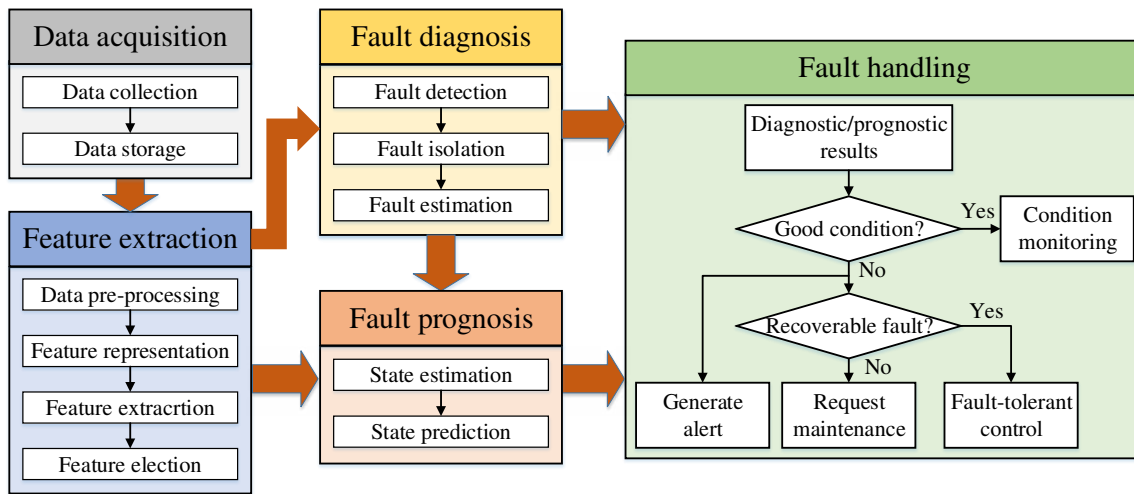 Data acquisition
Data collection
Data storage
Feature extraction
Data pre-processing
Feature representation
Feature extracrtion
Feature election
Fault diagnosis
Fault detection
Fault isolation
Fault estimation
Fault prognosis
State estimation
State prediction
Fault handling
Diagnostic/prognostic
results
Good condition?
Yes
Condition
monitoring
No
Recoverable fault?
Yes
No
Generate
alert
Request
maintenance
Fault-tolerant
control